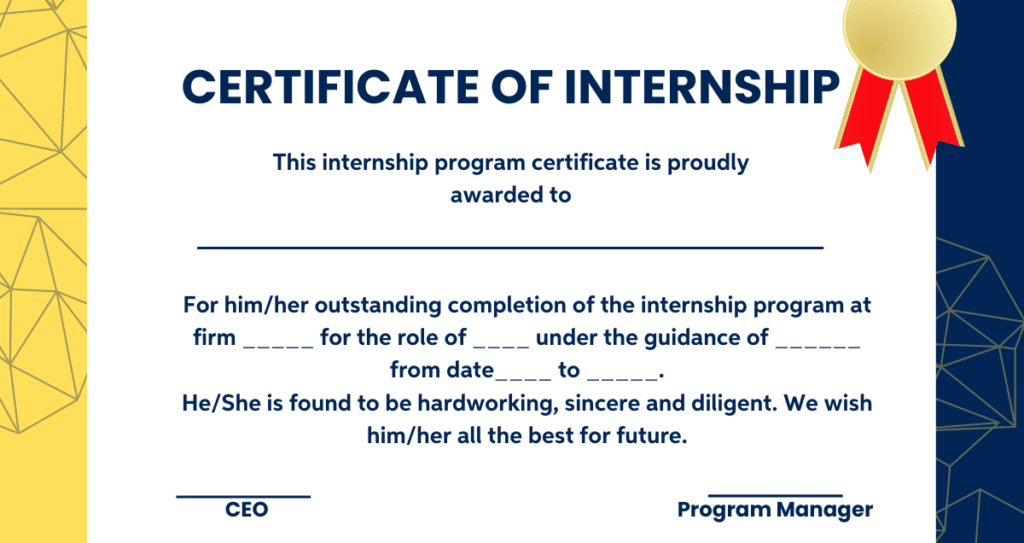 CERTIFICATE OF INTERNSHIP
This internship program certificate is proudly
awarded to
For him/her outstanding completion of the internship program at
firm _____ for the role of ____ under the guidance of ______
from date____ to _____.
He/She is found to be hardworking, sincere and diligent. We wish
him/her all the best for future.
CEO
Program Manager